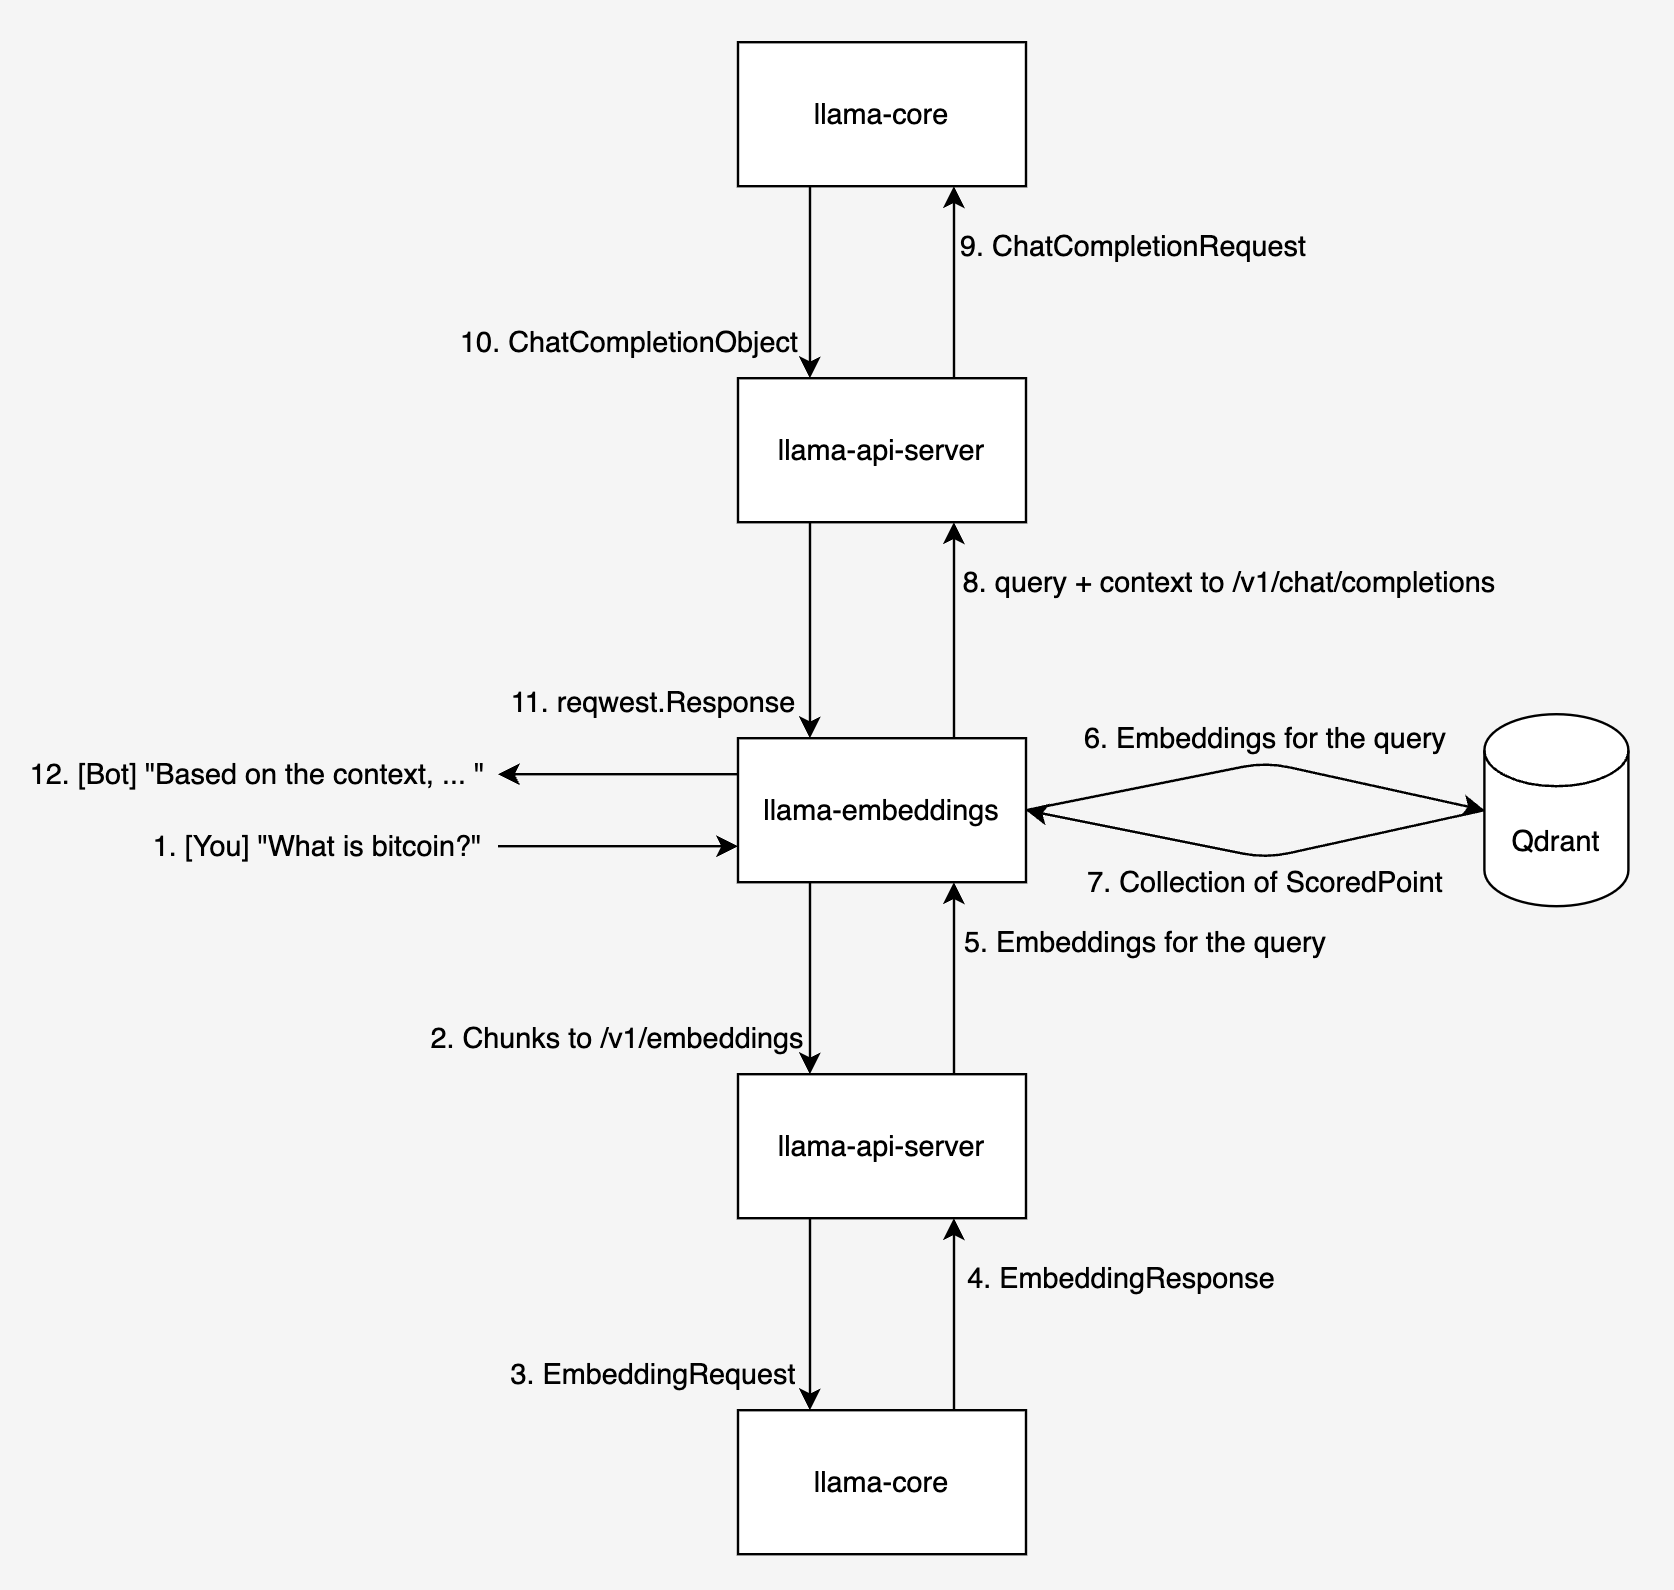 llama-core
9. ChatCompletionRequest
10. ChatCompletionObject
llama-api-server
8. query + context to /v1/chat/completions
11. reqwest.Response
6. Embeddings for the query
12. [Bot] "Based on the context, ... "
llama-embeddings
1. [You] "What is bitcoin?"
Qdrant
7. Collection of ScoredPoint
5. Embeddings for the query
2. Chunks to /v1/embeddings
llama-api-server
4. EmbeddingResponse
3. EmbeddingRequest
llama-core